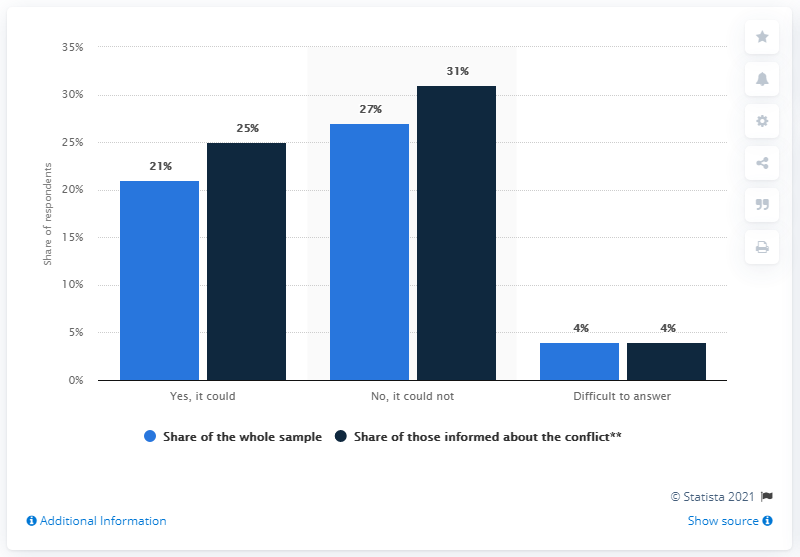 35%
30%
25%
20%
15%
10%
5%
0%
Share of respondents
21%
25%
27%
31%
4%
4%
Yes, it could
No, it could not
Difficult to answer
Share of the whole sample
Share of those informed about the conflict**
© Statista 2021
Additional Information
Show source